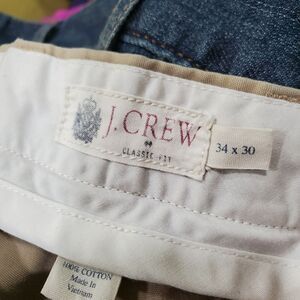 J.CREW
CLASSIC FIT
34 x 30
100% COTTON
Made In
Vietnam